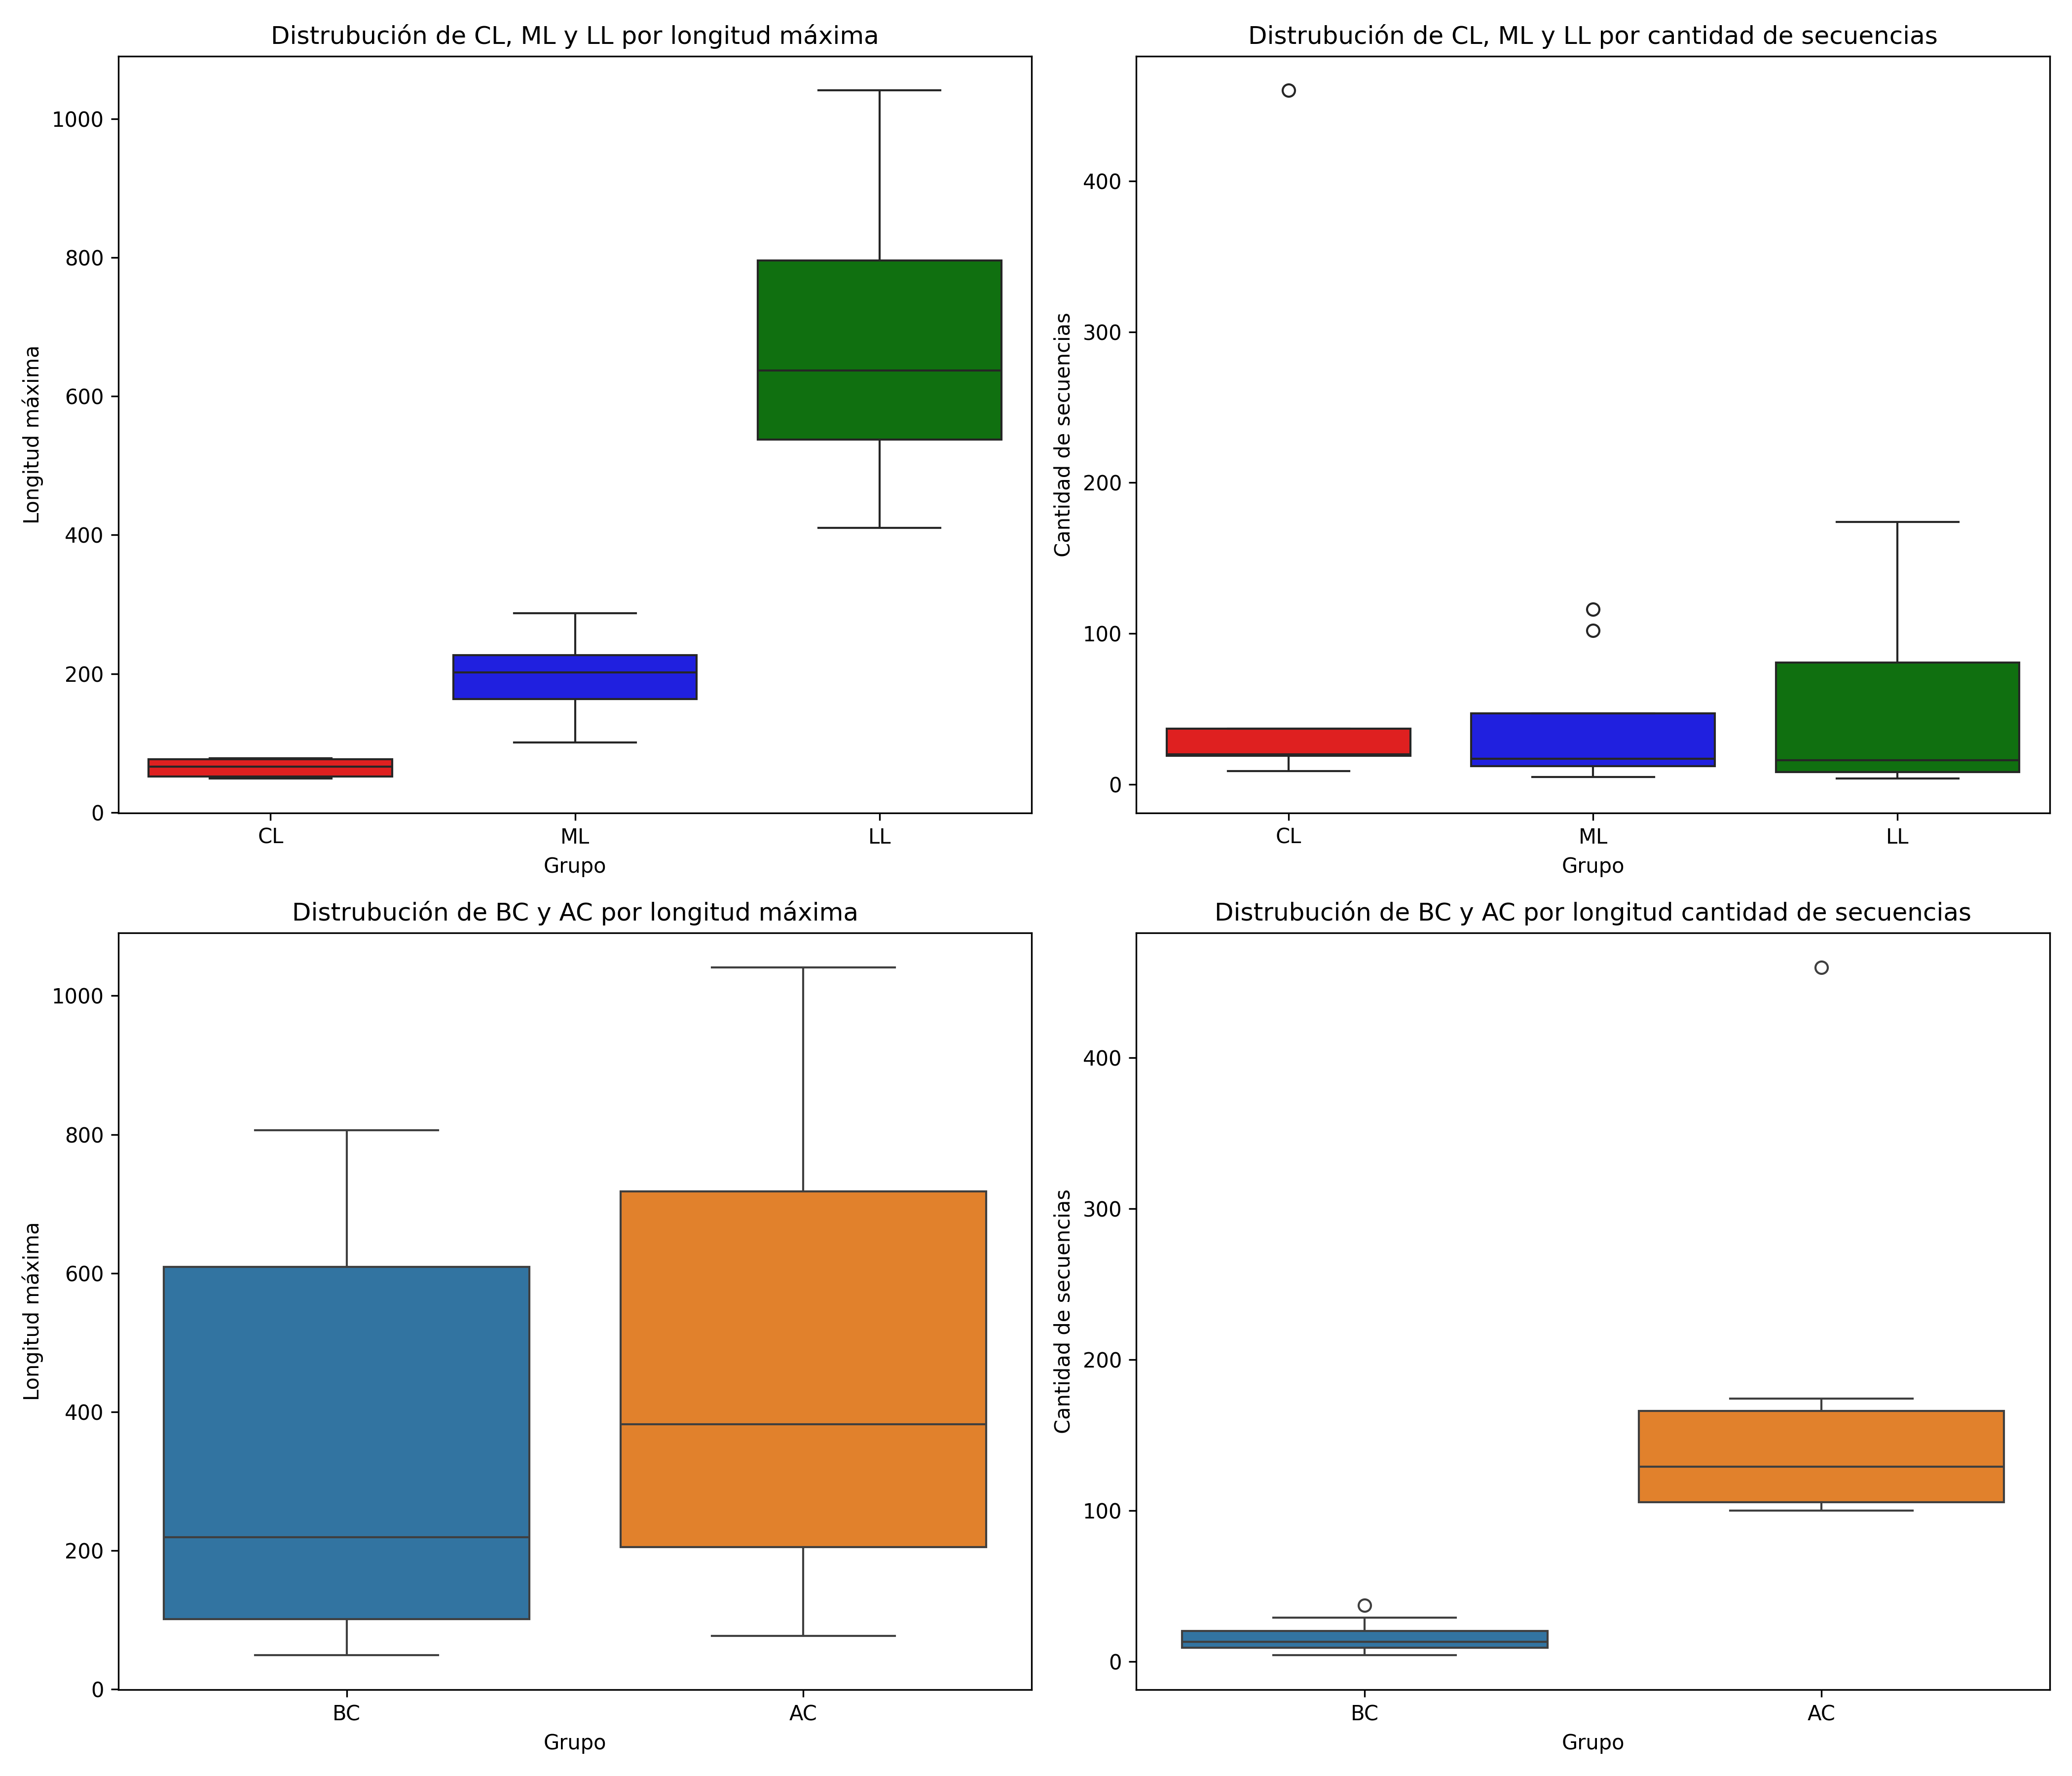 Distrubución de CL, ML y LL por longitud máxima
Longitud máxima
1000
800
600
400
200
0
CL
ML
LL
Grupo
Distrubución de CL, ML y LL por cantidad de secuencias
Cantidad de secuencias
400
300
200
100
0
CL
ML
LL
Grupo
Distrubución de BC y AC por longitud máxima
Longitud máxima
1000
800
600
400
200
0
BC
AC
Grupo
Distrubución de BC y AC por longitud cantidad de secuencias
Cantidad de secuencias
400
300
200
100
0
BC
AC
Grupo